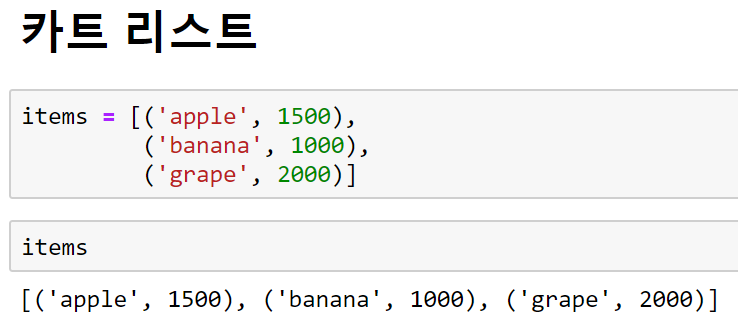 카트 리스트
items = [('apple', 1500),
('banana', 1000),
('grape', 2000)]
items
[('apple', 1500), ('banana', 1000), ('grape', 2000)]